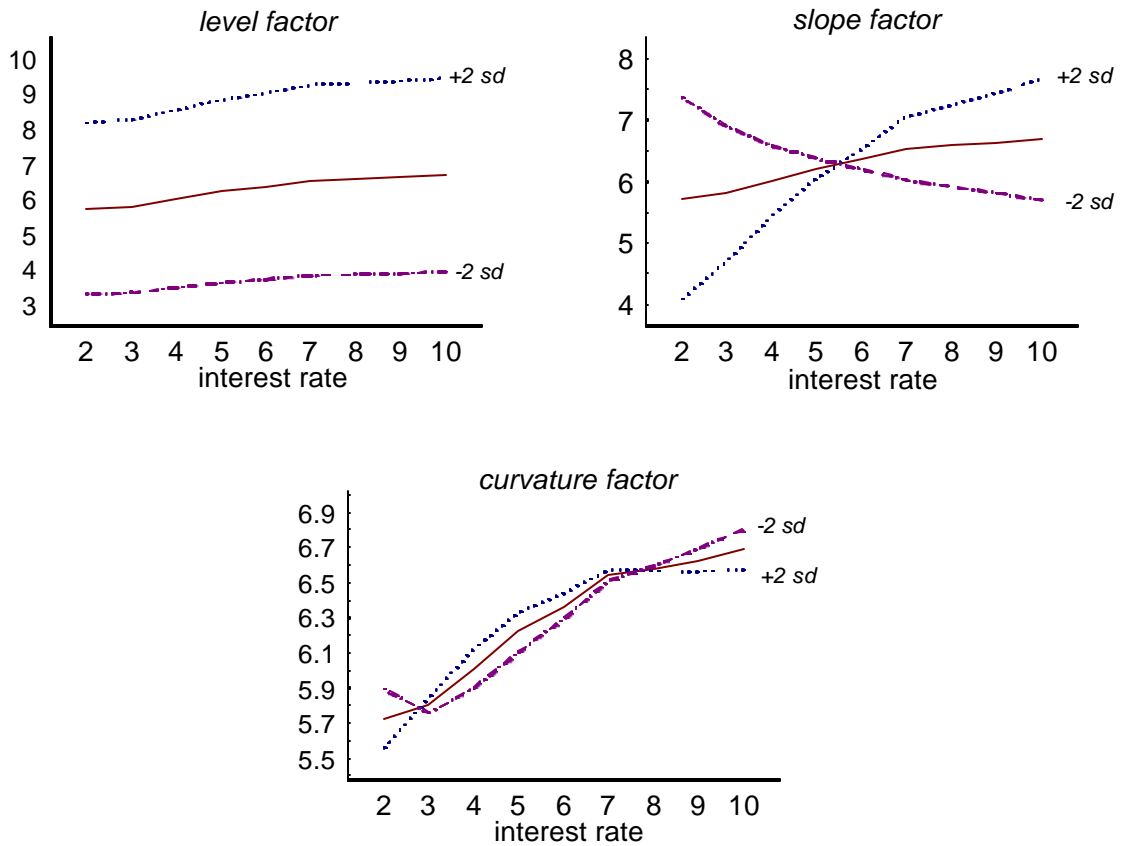 level factor
10
9
8
7
6
5
4
3
+2 sd
-2 sd
2 3 4 5 6 7 8 9 10
interest rate
slope factor
8
7
6
5
4
+2 sd
-2 sd
2 3 4 5 6 7 8 9 10
interest rate
curvature factor
6.9
6.7
6.5
6.3
6.1
5.9
5.7
5.5
-2 sd
+2 sd
2 3 4 5 6 7 8 9 10
interest rate